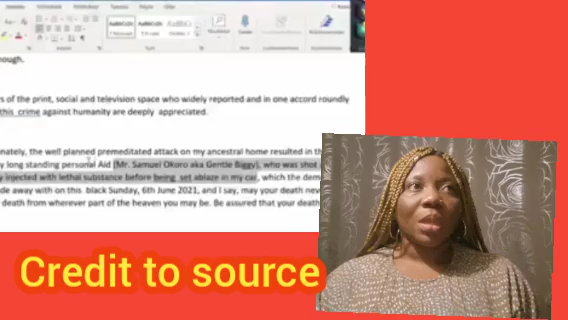 ough.
s of the print, social and television space who widely reported and in one accord roundly
this crime against humanity are deeply appreciated.
nately, the well planned premeditated attack on my ancestral home resulted in th
y long standing personal Aid (Mr. Samuel Okoro aka Gentle Biggy), who was shot
y injected with lethal substance before being set ablaze in my car, which the dem
de away with on this black Sunday, 6th June 2021, and I say, may your death nev
death from wherever part of the heaven you may be. Be assured that your death
Credit to source